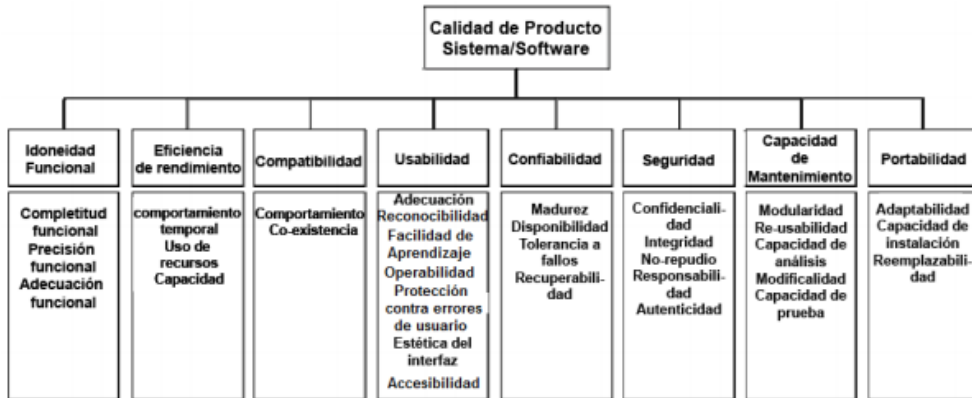 Calidad de Producto
Sistema/Software
Idoneidad
Funcional
Eficiencia
de rendimiento
Compatibilidad
Usabilidad
Confiabilidad
Seguridad
Capacidad
de
Mantenimiento
Portabilidad
Completitud
funcional
Precisión
funcional
Adecuación
funcional
comportamiento
temporal
Uso de
recursos
Capacidad
Comportamiento
Co-existencia
Adecuación
Reconocibilidad
Facilidad de
Aprendizaje
Operabilidad
Protección
contra errores
de usuario
Estética del
interfaz
Accesibilidad
Madurez
Disponibilidad
Tolerancia a
fallos
Recuperabili-
dad
Confidenciali-
dad
Integridad
No-repudio
Responsabili-
dad
Autenticidad
Modularidad
Re-usabilidad
Capacidad de
análisis
Modificalidad
Capacidad de
prueba
Adaptabilidad
Capacidad de
instalación
Reemplazabili-
dad